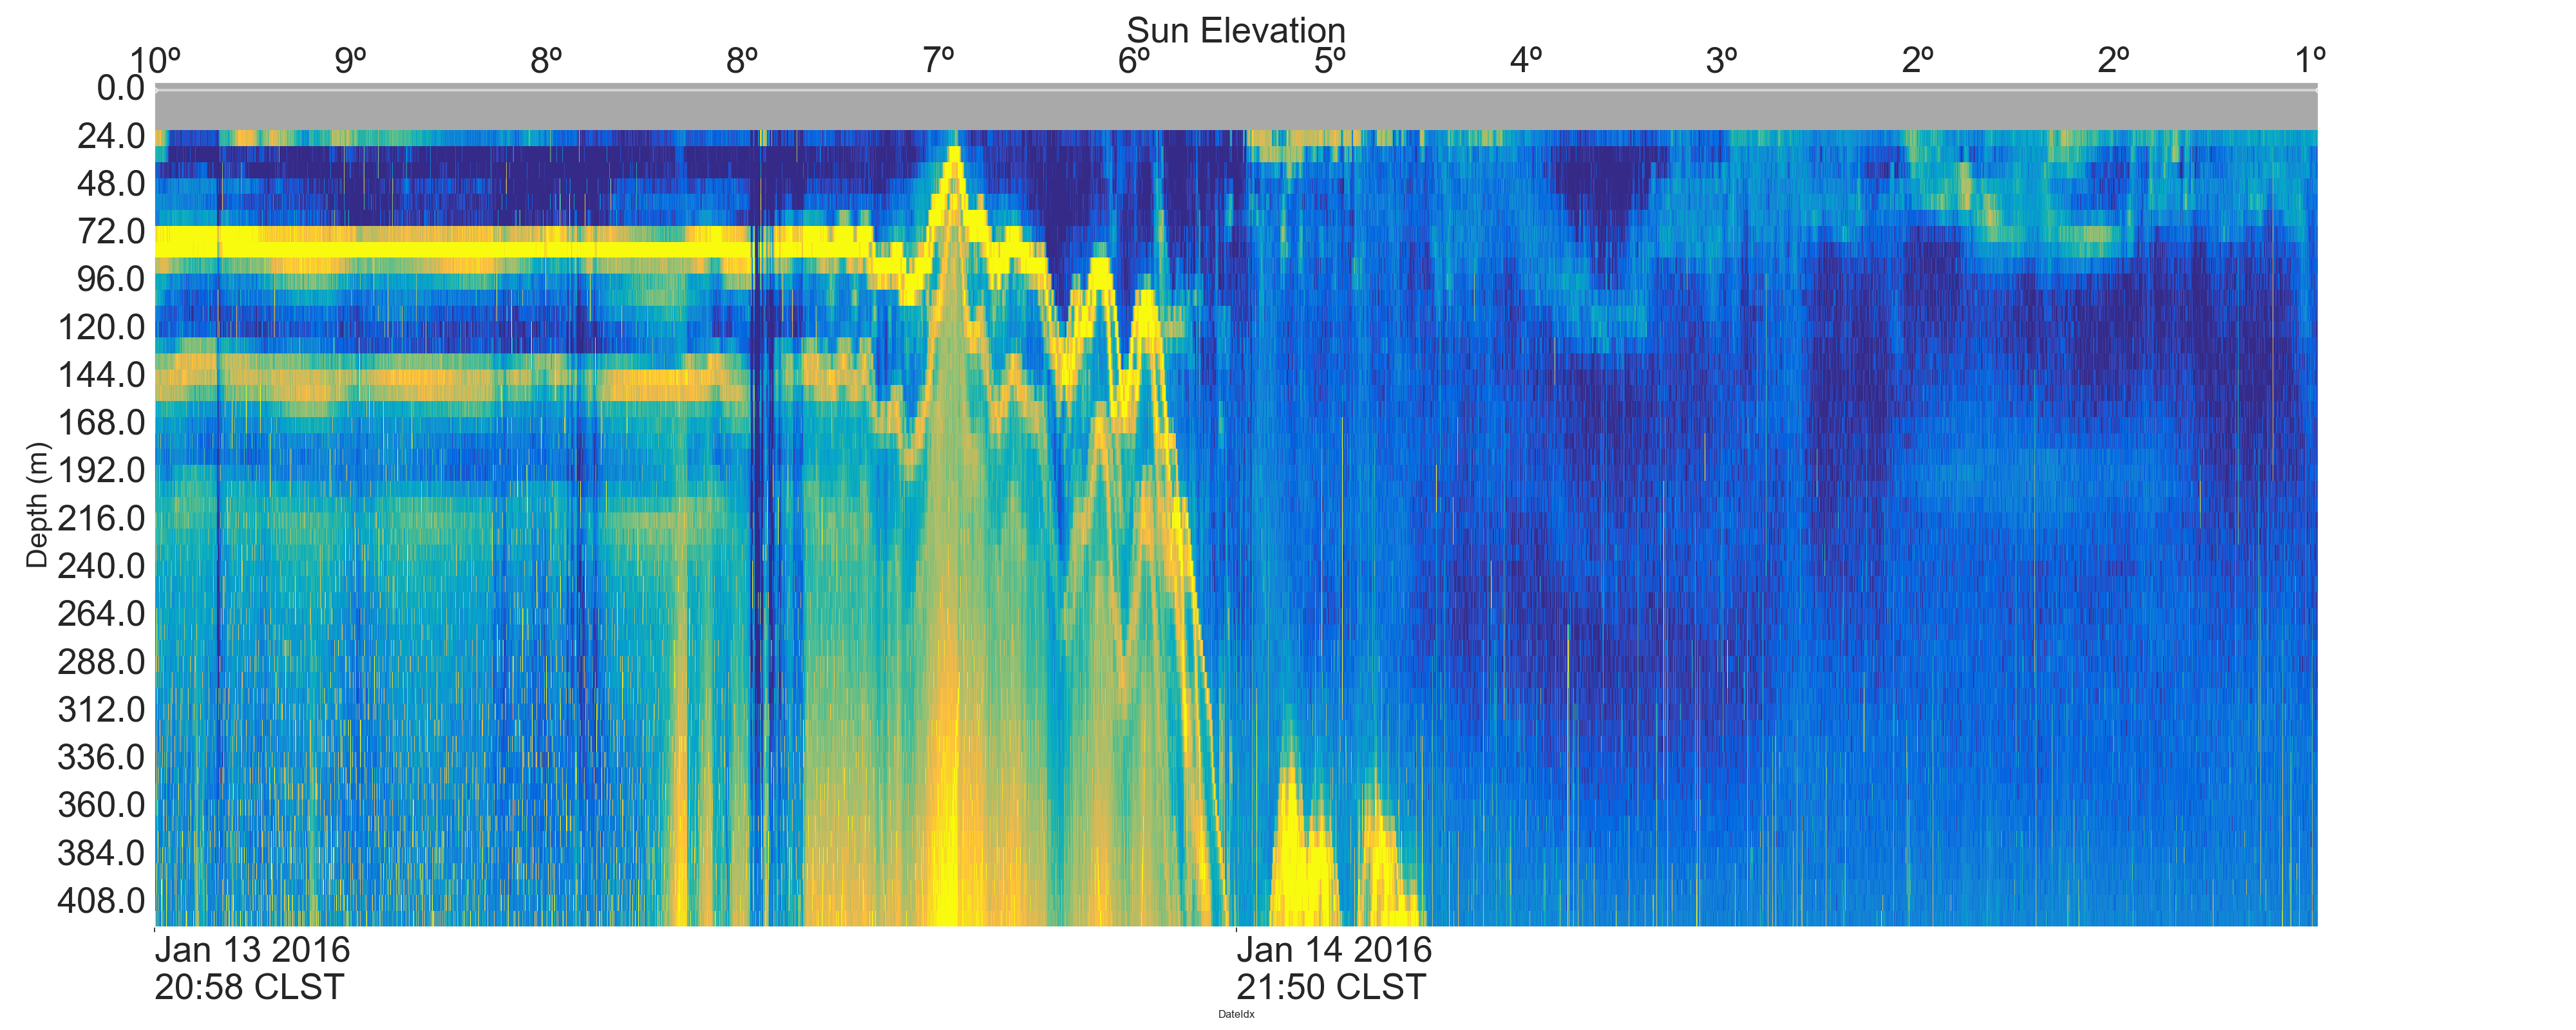 Sun Elevation
10º 9º 8º 8º 7º 6º 5º 4º 3º 2º 2º 1º
0.0
24.0
48.0
72.0
96.0
120.0
144.0
168.0
192.0
216.0
240.0
264.0
288.0
312.0
336.0
360.0
384.0
408.0
Depth (m)
Jan 13 2016
20:58 CLST
Jan 14 2016
21:50 CLST
DateIdx